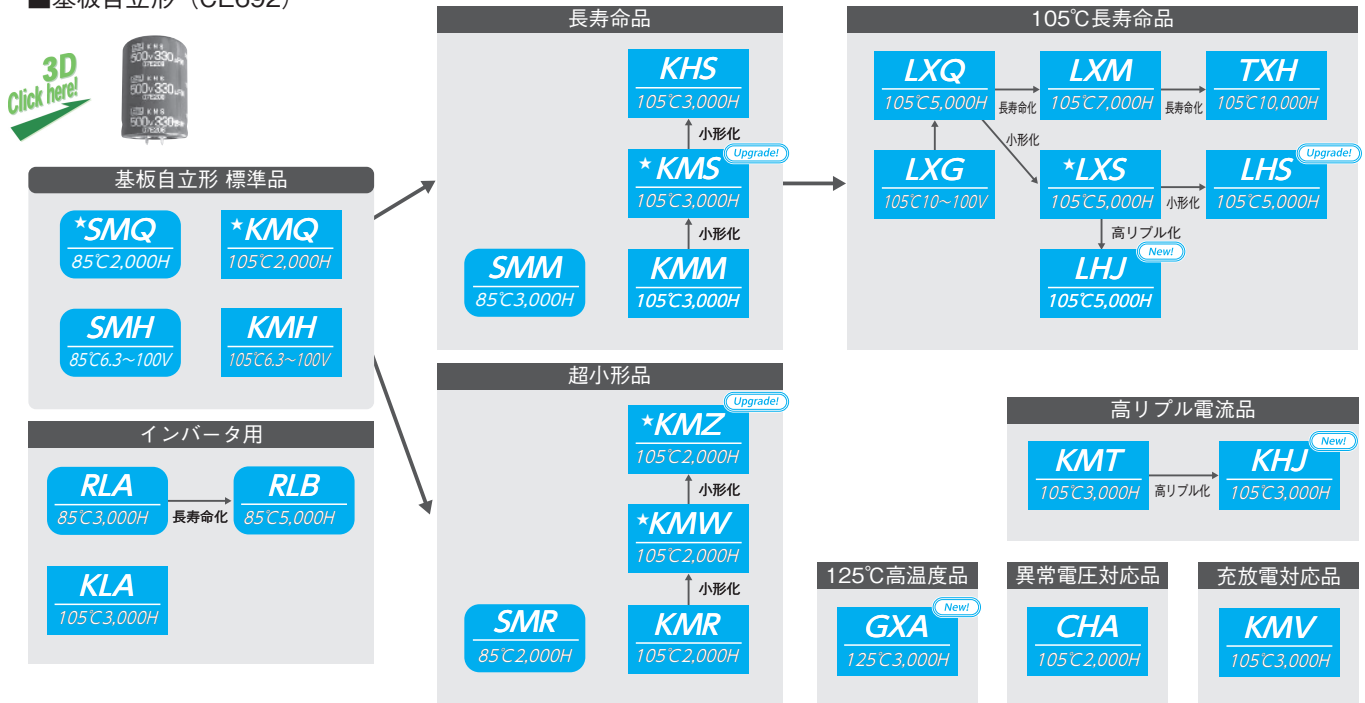 ■基板自立形（CE692）
3D
Click here!
KMS
500V 330
KMS
500V 330
KMS
500V 330
基板自立形 標準品
★SMQ
85℃2,000H
★KMQ
105℃2,000H
SMH
85℃6.3～100V
KMH
105℃6.3～100V
インバータ用
RLA
85℃3,000H
長寿命化
RLB
85℃5,000H
KLA
105℃3,000H
長寿命品
KHS
105℃3,000H
小形化
Upgrade!
★KMS
105℃3,000H
小形化
SMM
85℃3,000H
KMM
105℃3,000H
超小形品
Upgrade!
★KMZ
105℃2,000H
小形化
★KMW
105℃2,000H
小形化
SMR
85℃2,000H
KMR
105℃2,000H
105℃長寿命品
LXQ
105℃5,000H
長寿命化
LXM
105℃7,000H
長寿命化
TXH
105℃10,000H
小形化
LXG
105℃10～100V
★LXS
105℃5,000H
小形化
Upgrade!
LHS
105℃5,000H
高リプル化
New!
LHJ
105℃5,000H
高リプル電流品
KMT
105℃3,000H
高リプル化
New!
KHJ
105℃3,000H
125℃高温度品
New!
GXA
125℃3,000H
異常電圧対応品
CHA
105℃2,000H
充放電対応品
KMV
105℃3,000H